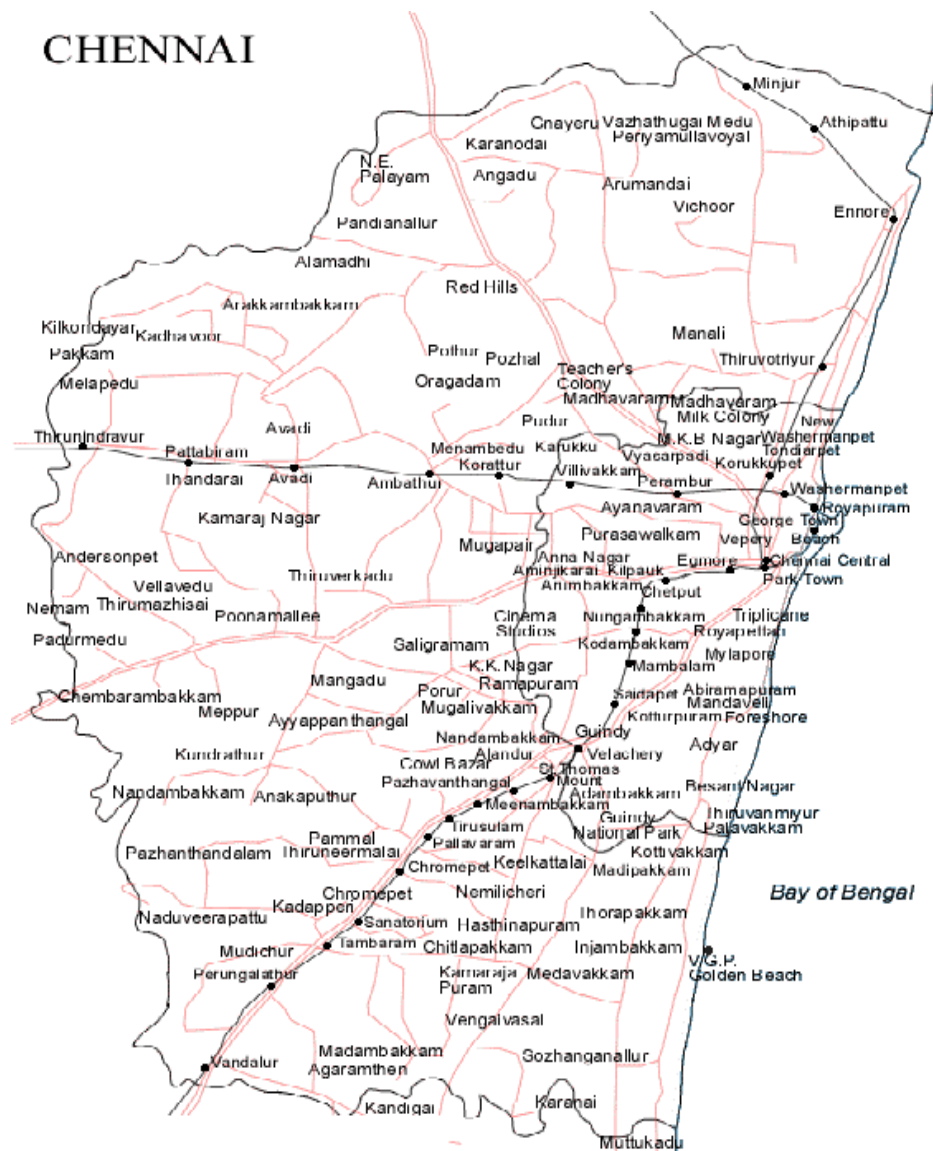 CHENNAI
Minjur
Athipattu
Gnayeru
Vazhathugai Medu
Periyamullavoyal
Karanodai
N.E.
Palayam
Angadu
Arumandai
Vichoor
Ennore
Pandianallur
Alamadhi
Red Hills
Arakkambakkam
Kilkondayar
Kadhavoor
Pakkam
Melapedu
Manali
Pothur
Pozhal
Oragadam
Thiruvotriyur
Teacher's
Colony
Madhavaram
Madhavaram
Milk Colony
New
Washermanpet
Pudur
Avadi
Thirunindravur
Pattabiram
Menambedu
Karukku
M.K.B Nagar
Tondiarpet
Vyasarpadi
Korukkupet
Ihandarai
Avadi
Ambathur
Korattur
Villivakkam
Perambur
Washermanpet
Ayanavaram
Royapuram
George Town
Kamaraj Nagar
Mugapair
Purasawalkam
Vepery
Beach
Andersonpet
Anna Nagar
Egmore
Chennai Central
Aminjikarai
Kilpauk
Park Town
Vellavedu
Thiruverkadu
Arumbakkam
Chetput
Nemam
Thirumazhisai
Poonamallee
Cinema
Studios
Nungambakkam
Triplicane
Padurmedu
Saligramam
Kodambakkam
Royapettah
Mylapore
Mangadu
K.K. Nagar
Mambalam
Chembarambakkam
Porur
Ramapuram
Saidapet
Abiramapuram
Meppur
Mugalivakkam
Mandaveli
Ayyappanthangal
Kotturpuram
Foreshore
Kundrathur
Nandambakkam
Guindy
Adyar
Alandur
Velachery
Cowl Bazar
St.Thomas
Mount
Nandambakkam
Anakaputhur
Pazhavanthangal
Adambakkam
Besant Nagar
Meenambakkam
Guindy
National Park
Thiruvanmiyur
Palavakkam
Tirusulam
Pammal
Pallavaram
Pazhanthandalam
Ihiruneermalai
Keelkattalai
Kottivakkam
Chromepet
Madipakkam
Chromepet
Nemilicheri
Bay of Bengal
Naduveerapattu
Kadapperi
Sanatorium
Hasthinapuram
Ihorapakkam
Mudichur
Tambaram
Chitlapakkam
Injambakkam
Perungalathur
Kamaraja
Puram
Medavakkam
V.G.P.
Golden Beach
Vengaivasal
Vandalur
Madambakkam
Agaramthen
Sozhanganallur
Kandigai
Karanai
Muttukadu